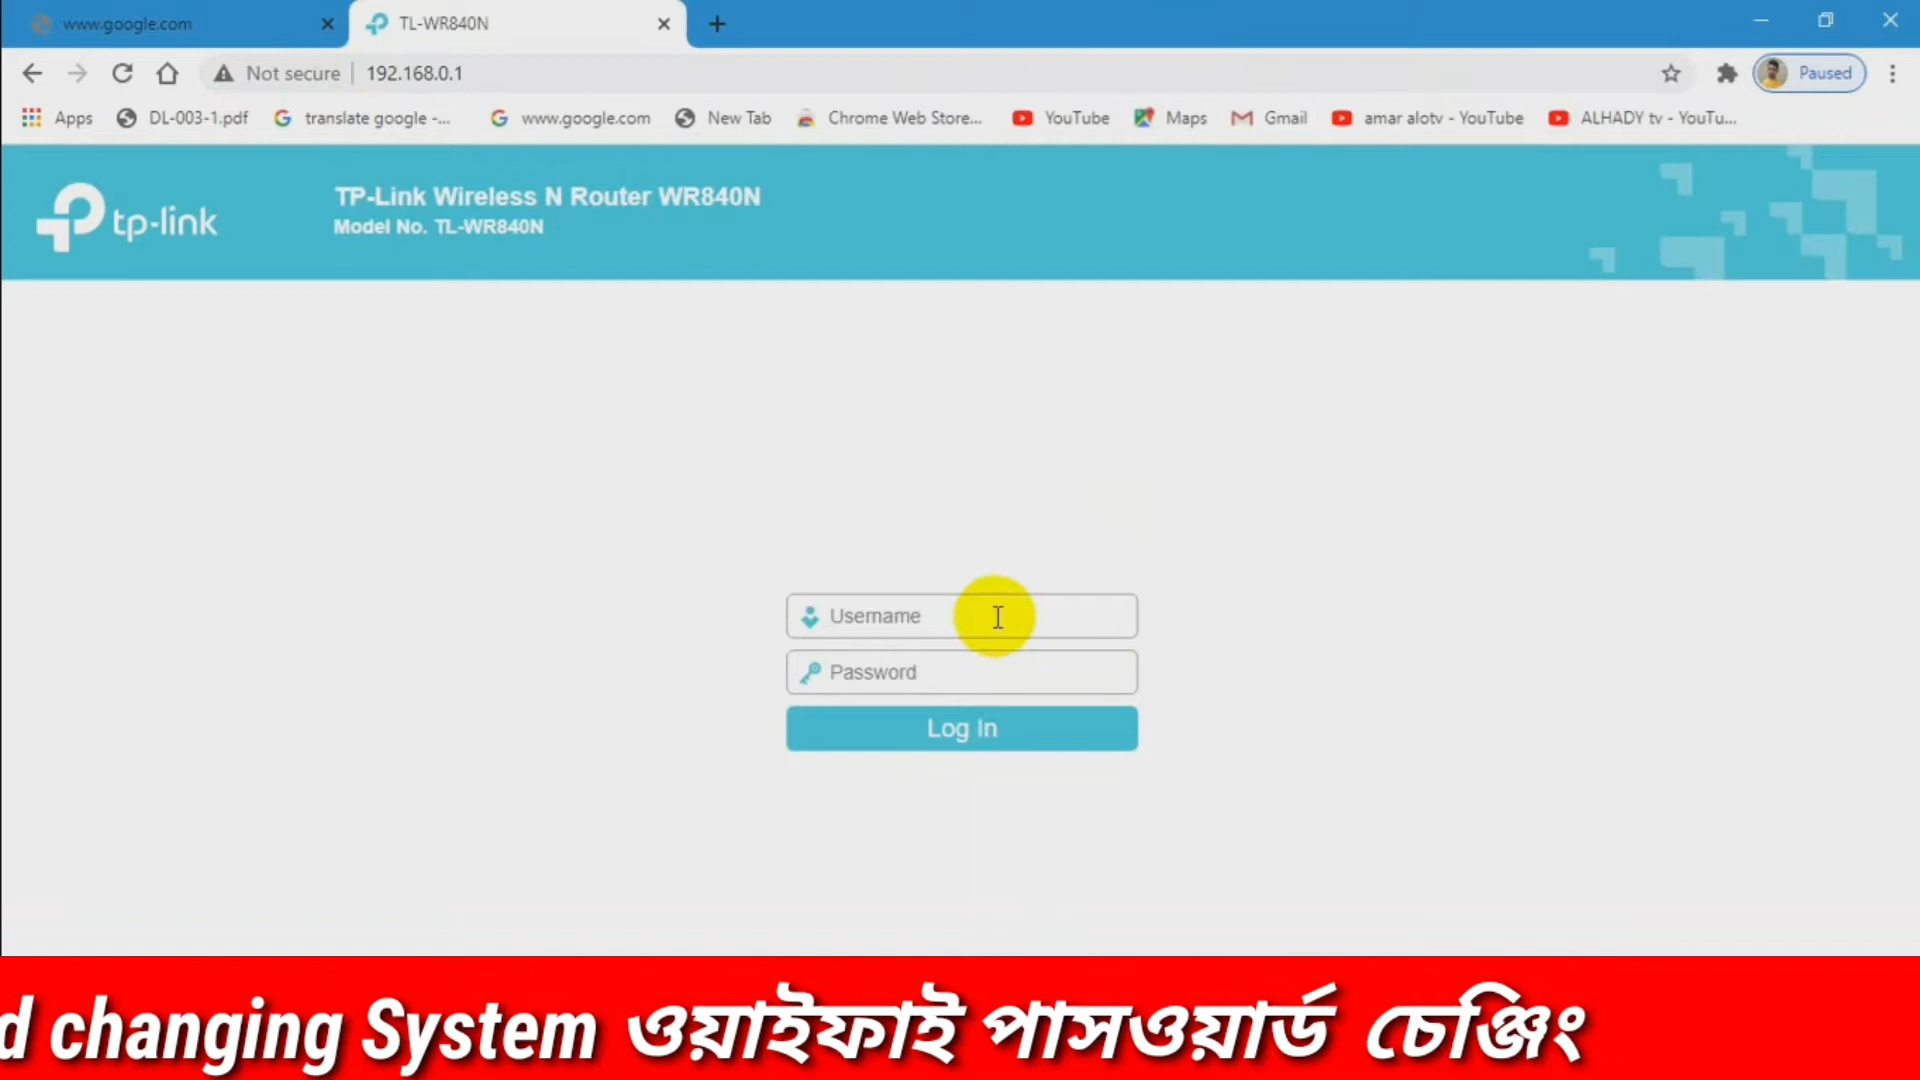 www.google.com
TL-WR840N
Not secure
192.168.0.1
Paused
Apps
DL-003-1.pdf
translate google -...
www.google.com
New Tab
Chrome Web Store...
YouTube
Maps
Gmail
amar alotv - YouTube
ALHADY tv - YouTu...
tp-link
TP-Link Wireless N Router WR840N
Model No. TL-WR840N
Username
Password
Log In
d changing System ওয়াইফাই পাসওয়ার্ড চেঞ্জিং